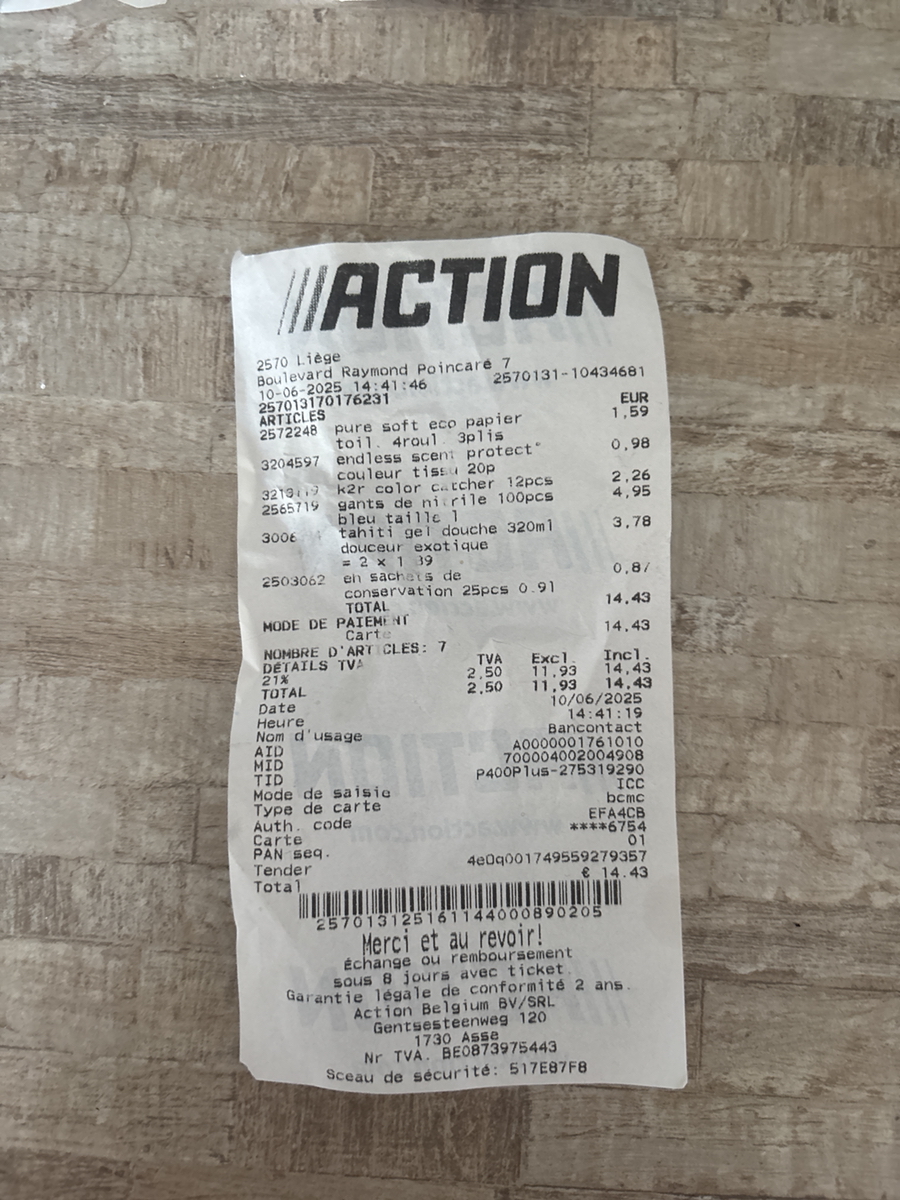 ACTION
2570 Liège
Boulevard Raymond Poincaré 7
10-06-2025 14:41:46 2570131-10434681
257013170176231
ARTICLES EUR
2572248 pure soft eco papier 1,59
toil. 4roul. 3plis
3204597 endless scent protect° 0,98
couleur tissu 20p
k2r color catcher 12pcs 2,26
2565719 gants de nitrile 100pcs 4,95
bleu taille l
tahiti gel douche 320ml 3,78
douceur exotique
= 2 x
2503062 eh sachets de
conservation 25pcs 0.91
TOTAL 14,43
MODE DE PAIEMENT
Carte 14,43
NOMBRE D'ARTICLES: 7
DÉTAILS TVA TVA Excl. Incl.
21% 2,50 11,93 14,43
TOTAL 2,50 11,93 14,43
Date 10/06/2025
Heure 14:41:19
Nom d'usage Bancontact
AID A0000001761010
MID 700004002004908
TID P400Plus-275319290
Mode de saisie ICC
Type de carte bcmc
Auth. code EFA4CB
Carte ****6754
PAN seq. 01
Tender 4e0q001749559279357
Total € 14.43
2570131251611440008​90205
Merci et au revoir!
Échange ou remboursement
sous 8 jours avec ticket.
Garantie légale de conformité 2 ans.
Action Belgium BV/SRL
Gentsesteenweg 120
1730 Asse
Nr TVA. BE0873975443
Sceau de sécurité: 517E87F8